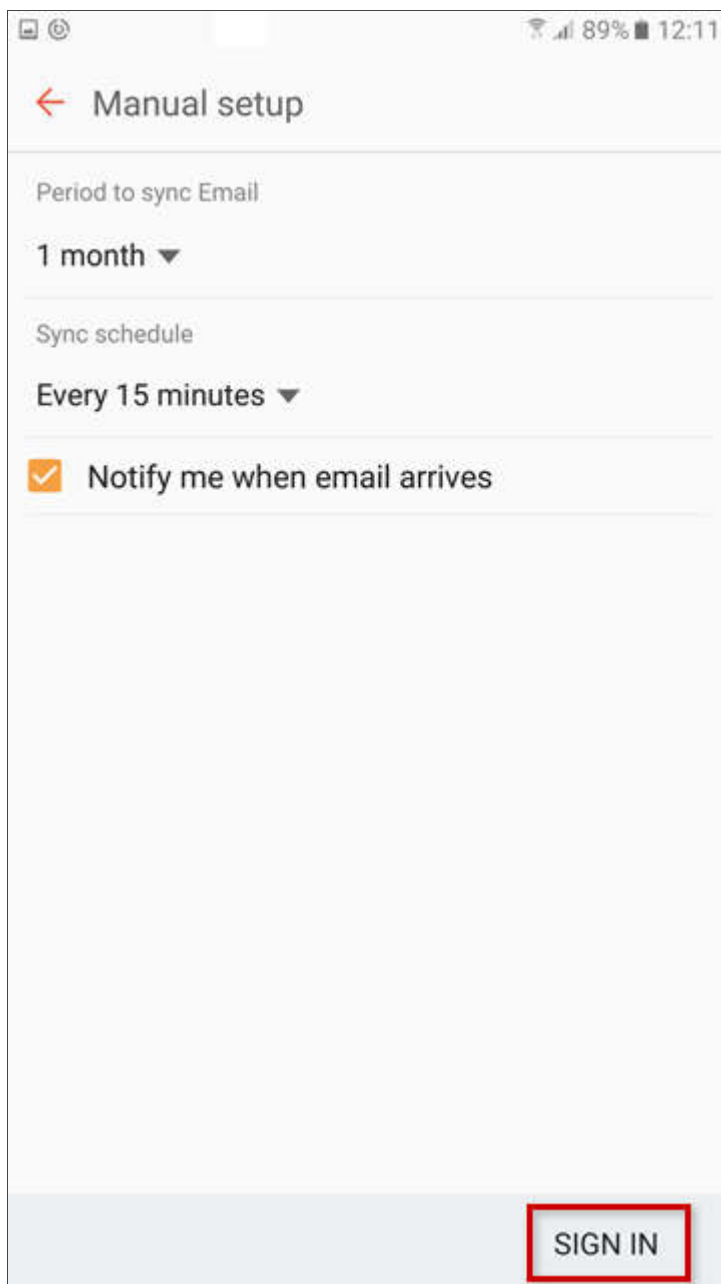 89% 12:11
Manual setup
Period to sync Email
1 month
Sync schedule
Every 15 minutes
Notify me when email arrives
SIGN IN